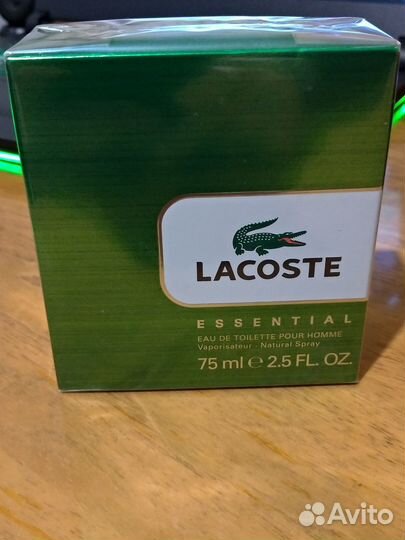 LACOSTE
ESSENTIAL
EAU DE TOILETTE POUR HOMME
Vaporisateur - Natural Spray
75 ml e 2.5 FL. OZ.
Avito